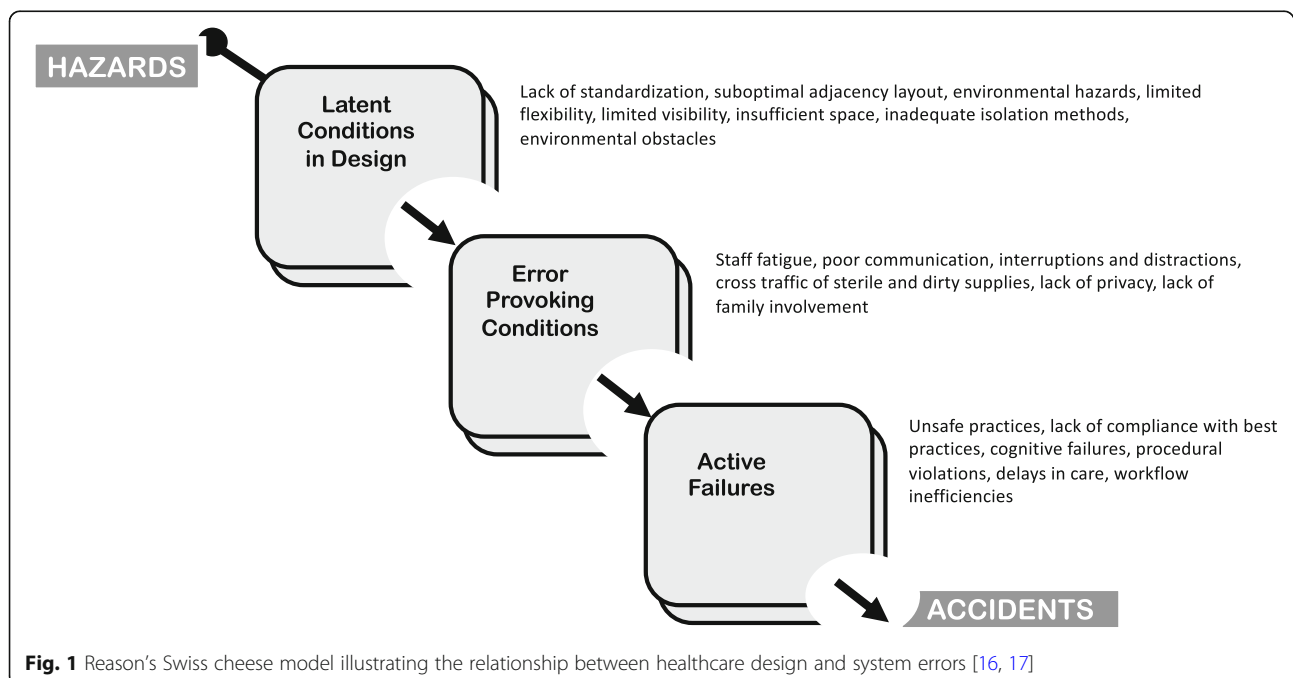 HAZARDS
Latent
Conditions
in Design
Lack of standardization, suboptimal adjacency layout, environmental hazards, limited
flexibility, limited visibility, insufficient space, inadequate isolation methods,
environmental obstacles
Error
Provoking
Conditions
Staff fatigue, poor communication, interruptions and distractions,
cross traffic of sterile and dirty supplies, lack of privacy, lack of
family involvement
Active
Failures
Unsafe practices, lack of compliance with best
practices, cognitive failures, procedural
violations, delays in care, workflow
inefficiencies
ACCIDENTS
Fig. 1 Reason's Swiss cheese model illustrating the relationship between healthcare design and system errors [16, 17]